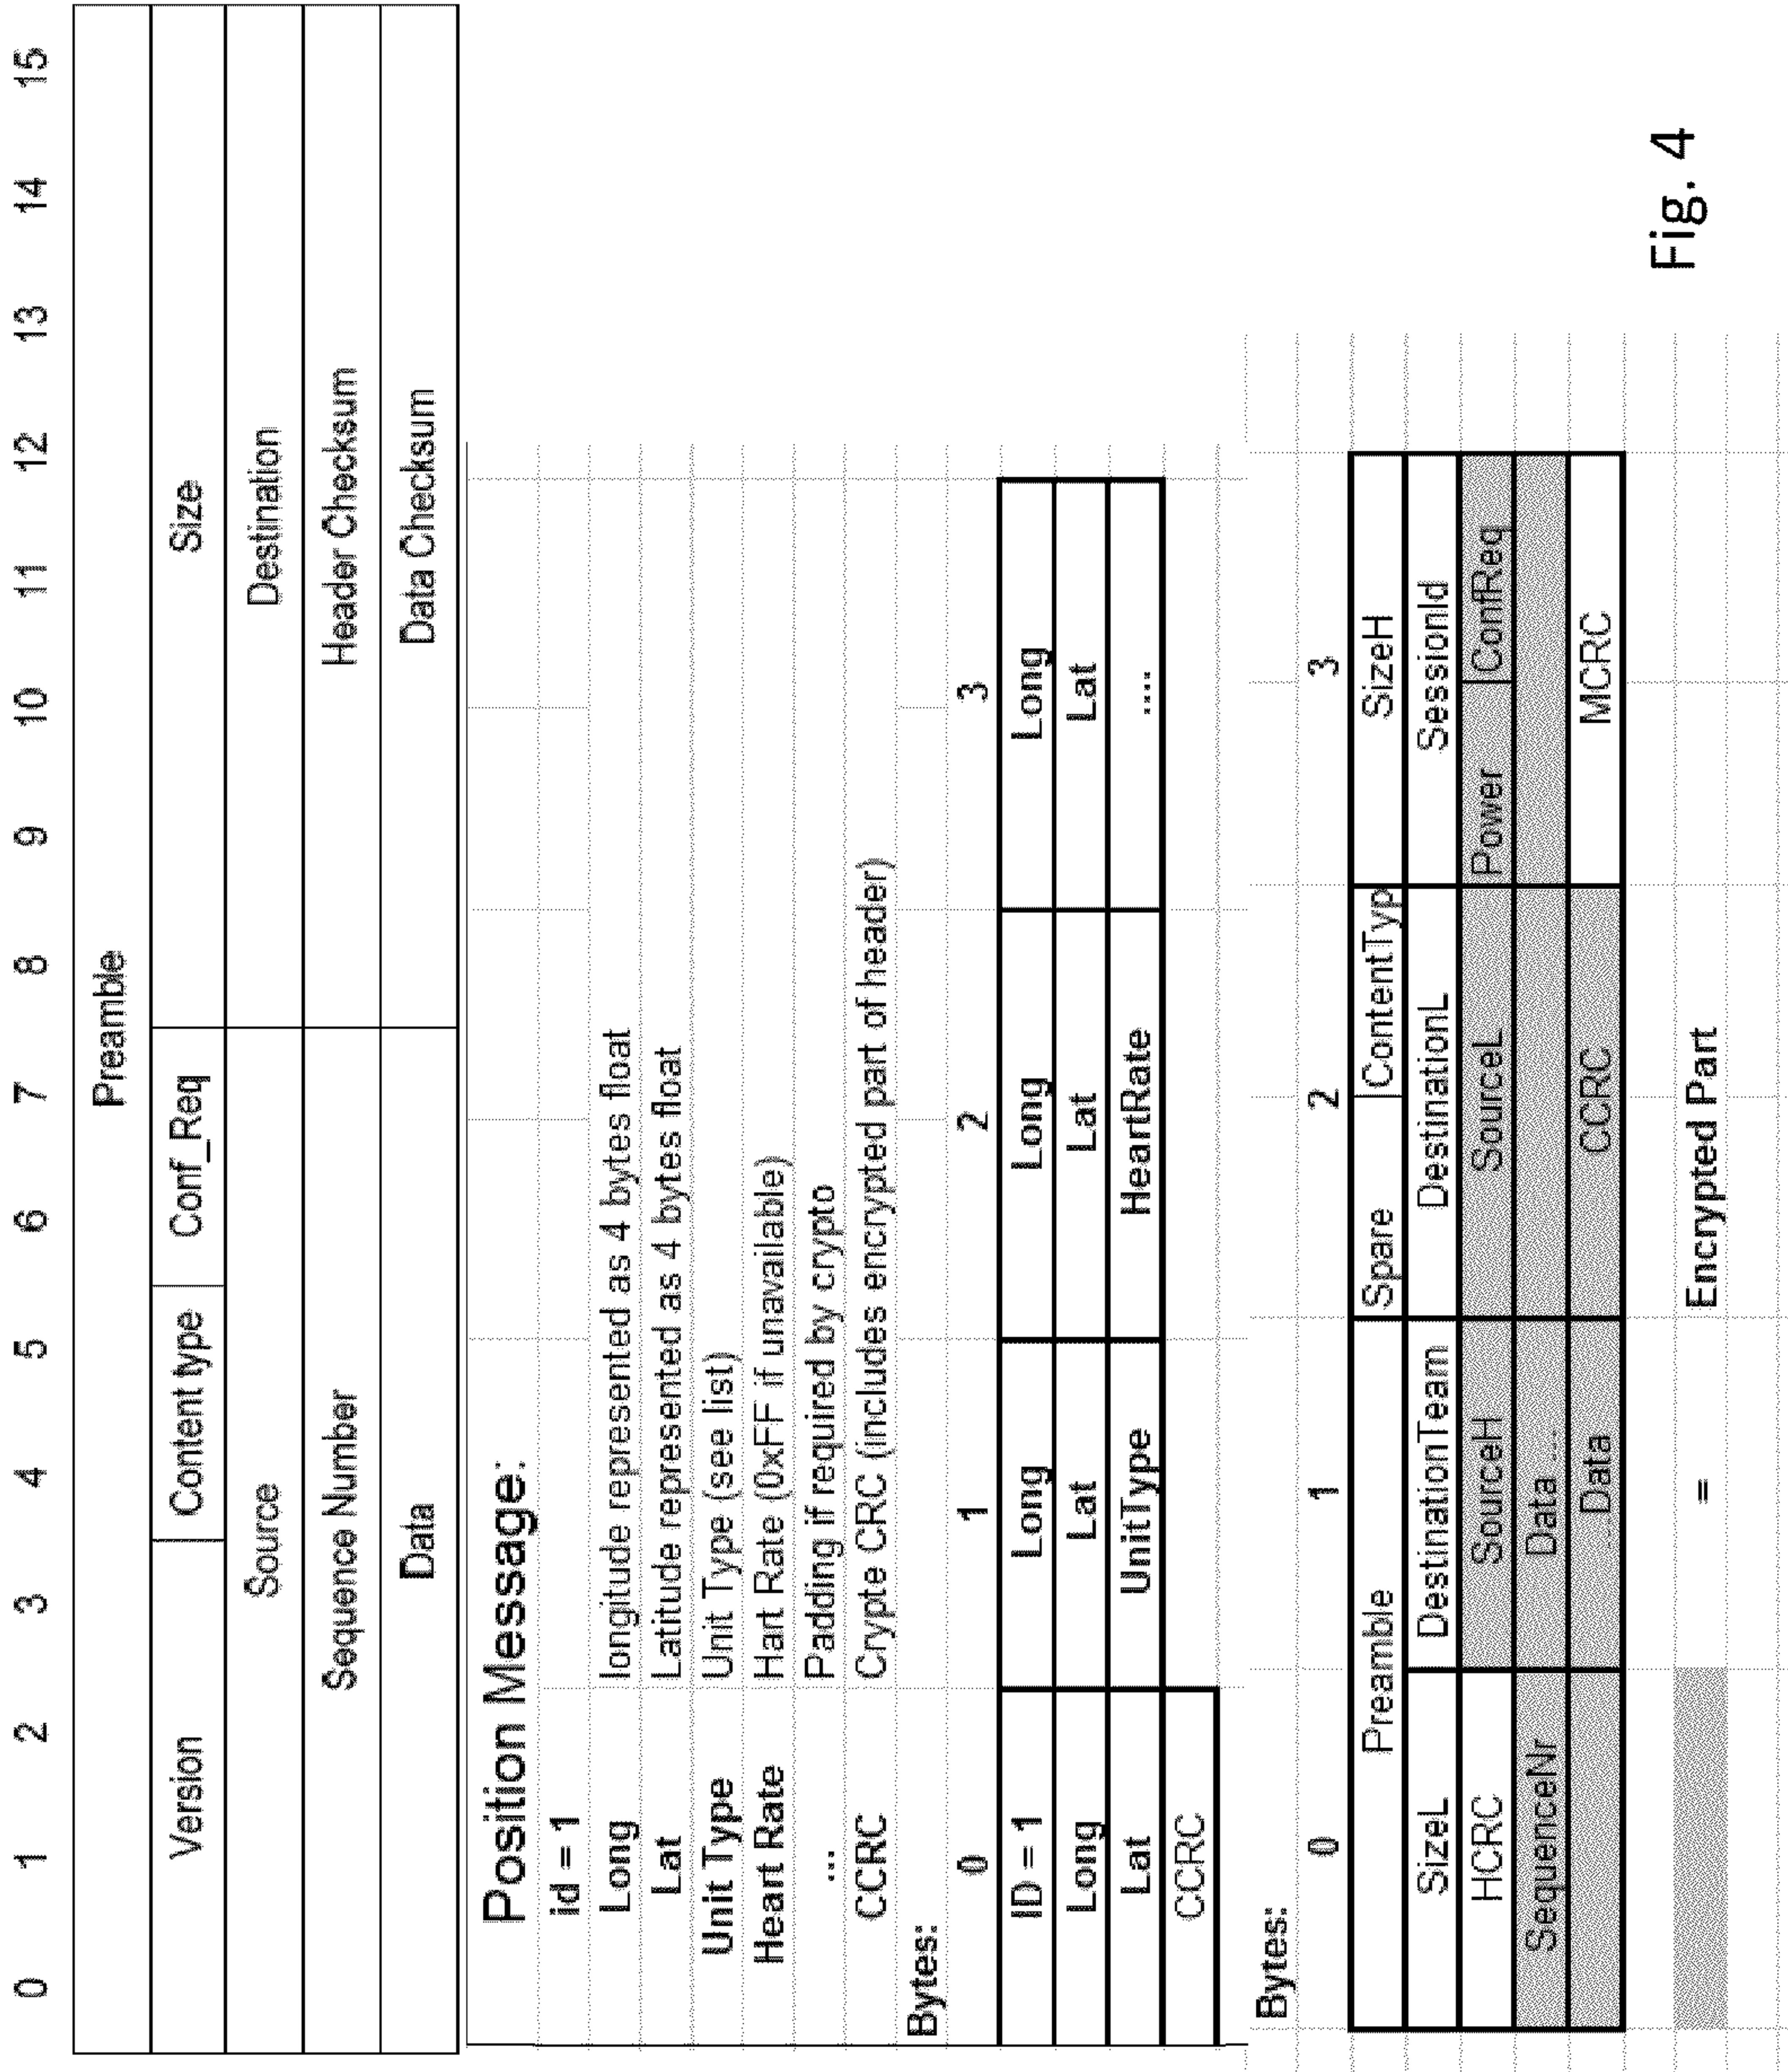 0 1 2 3 4 5 6 7 8 9 10 11 12 13 14 15
Preamble
Version Content type Conf_Req Size
Source Destination
Sequence Number Header Checksum
Data Data Checksum
Position Message:
id = 1
Long longitude represented as 4 bytes float
Lat Latitude represented as 4 bytes float
Unit Type Unit Type (see list)
Heart Rate Hart Rate (0xFF if unavailable)
... Padding if required by crypto
CCRC Crypte CRC (includes encrypted part of header)
Bytes:
0 1 2 3
ID = 1 Long Long Long
Long Lat Lat Lat
Lat UnitType HeartRate ....
CCRC
Bytes:
0 1 2 3
Preamble Spare ContentTyp SizeH
SizeL DestinationTeam DestinationL SessionId
HCRC SourceH SourceL Power ConfReq
SequenceNr Data ....
...Data CCRC MCRC
= Encrypted Part
Fig. 4